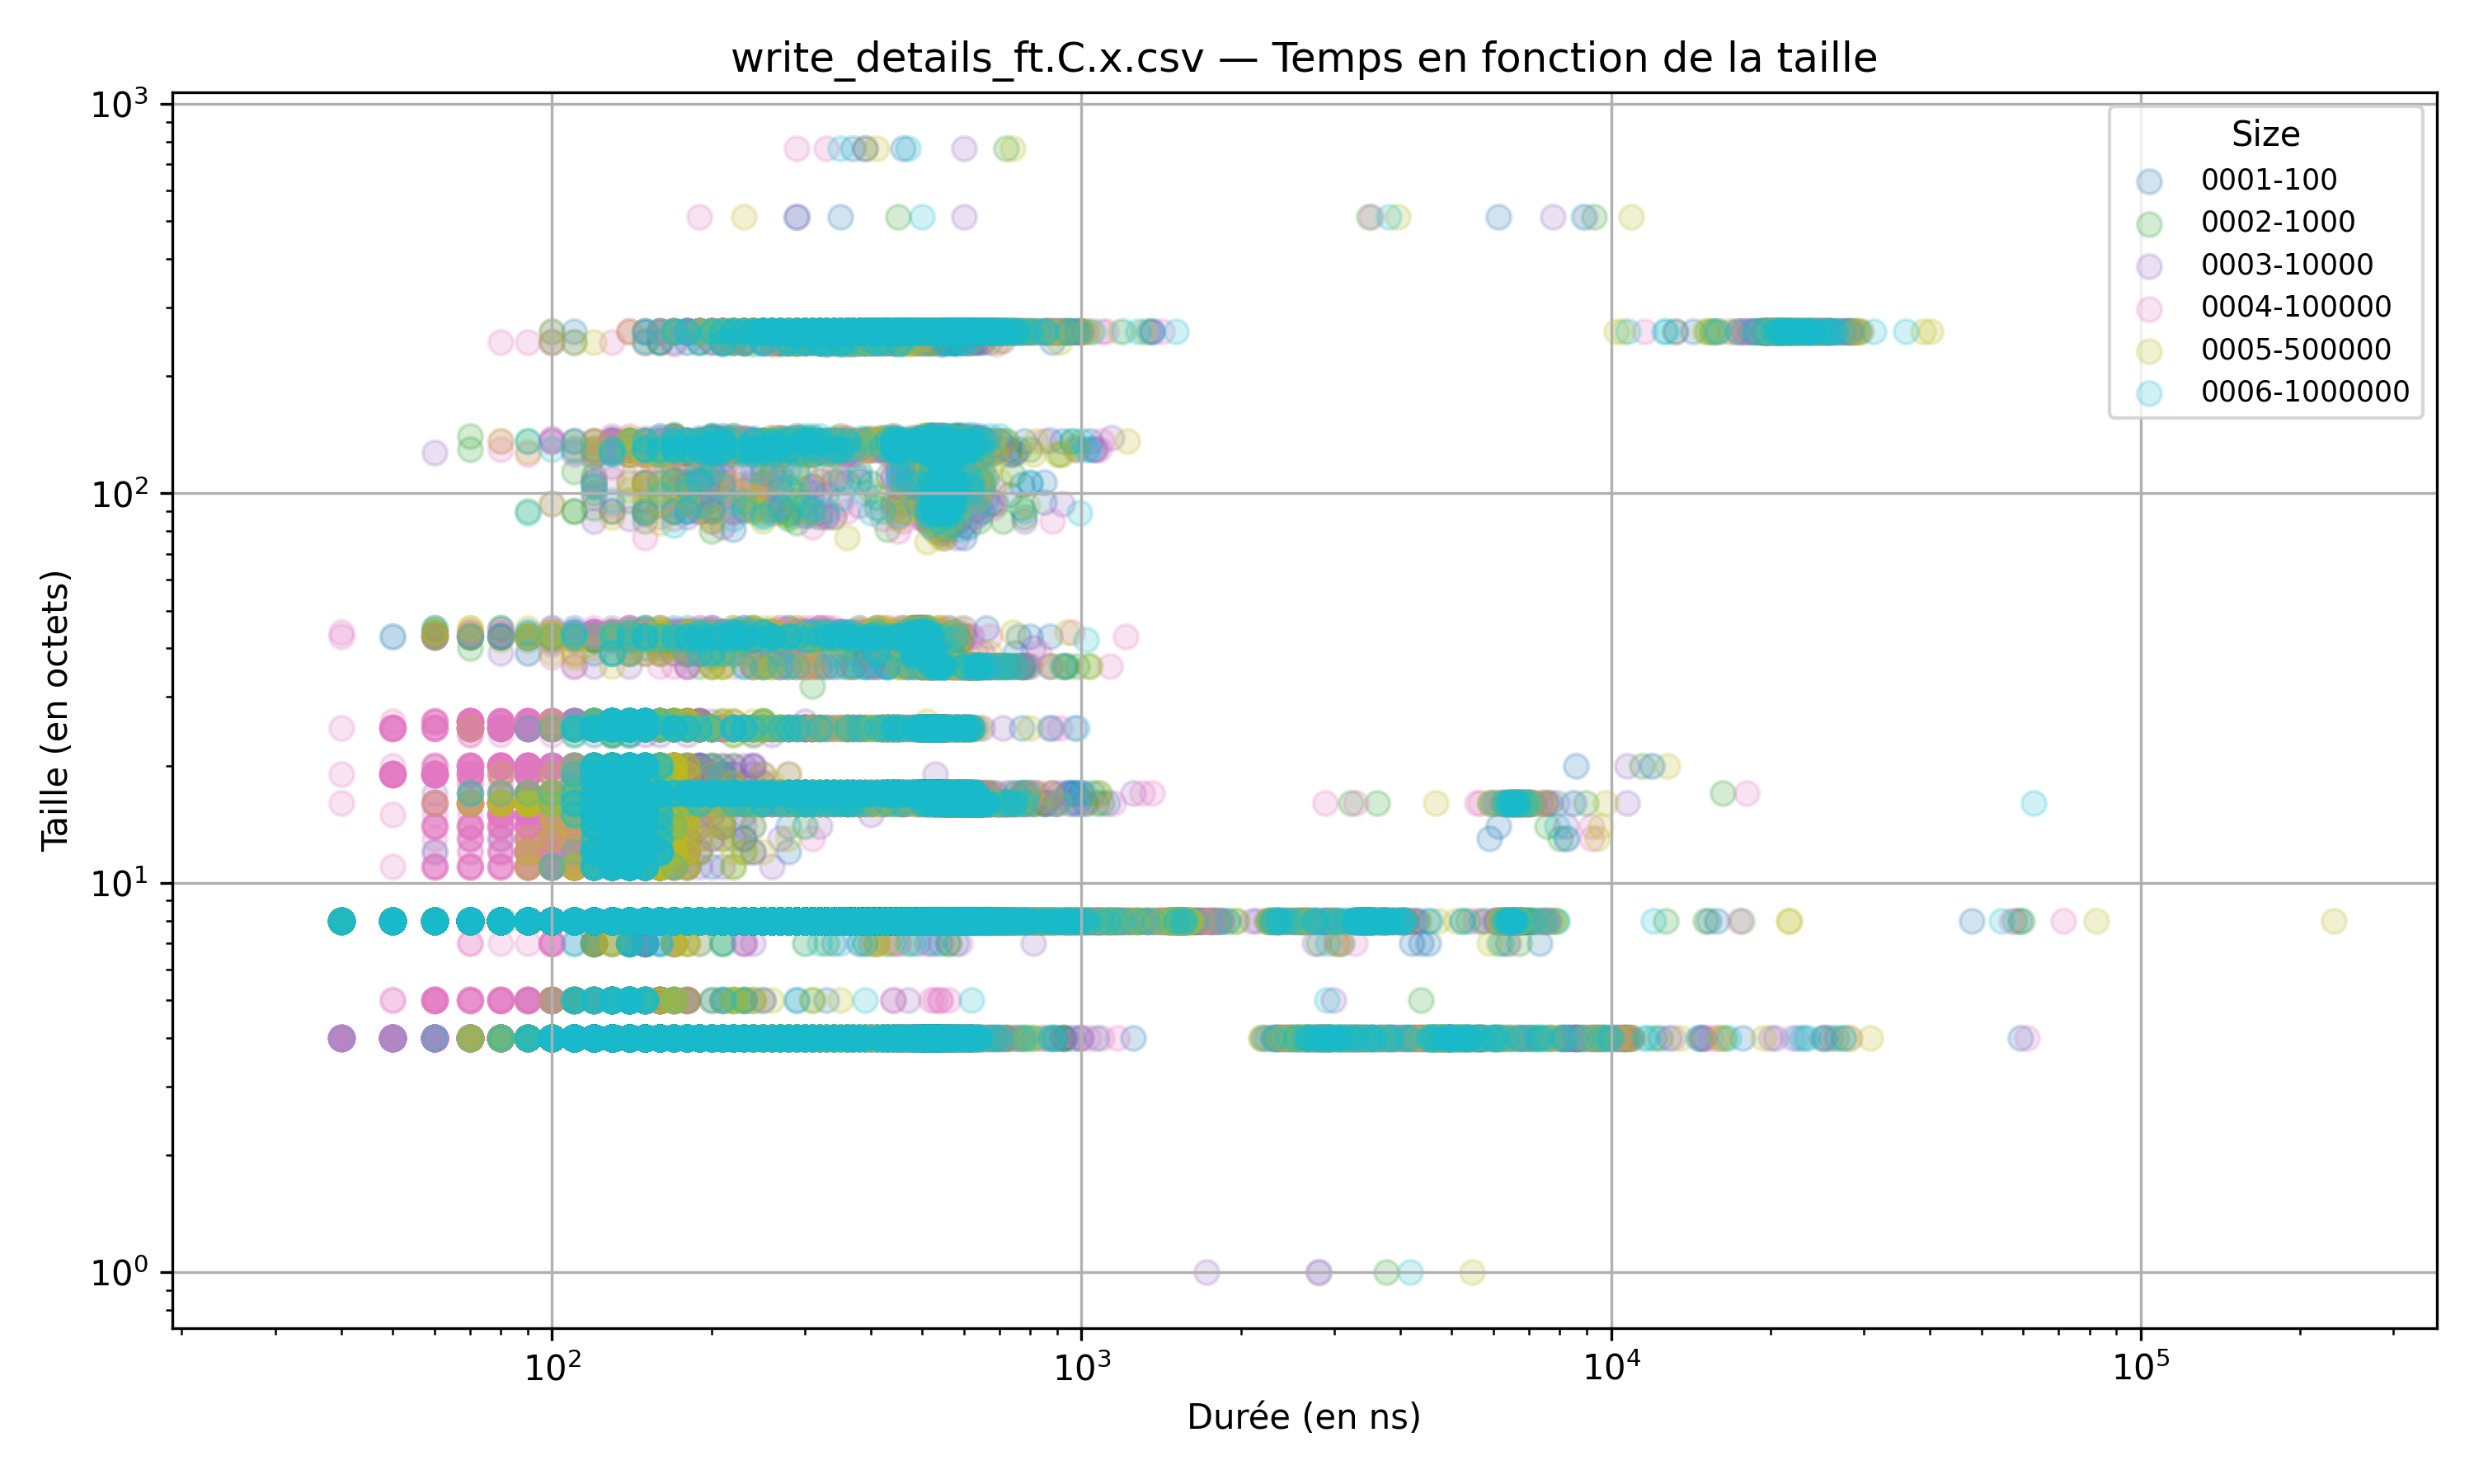 write_details_ft.C.x.csv — Temps en fonction de la taille
10³
10²
10¹
10⁰
Taille (en octets)
Size
0001-100
0002-1000
0003-10000
0004-100000
0005-500000
0006-1000000
10² 10³ 10⁴ 10⁵
Durée (en ns)